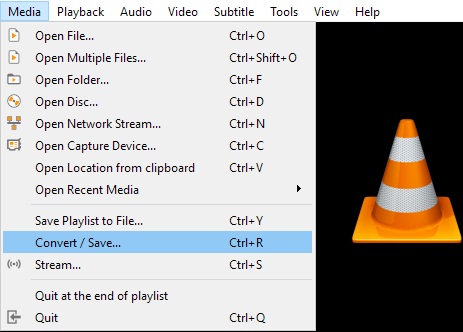 Media Playback Audio Video Subtitle Tools View Help
Open File... Ctrl+O
Open Multiple Files... Ctrl+Shift+O
Open Folder... Ctrl+F
Open Disc... Ctrl+D
Open Network Stream... Ctrl+N
Open Capture Device... Ctrl+C
Open Location from clipboard Ctrl+V
Open Recent Media
Save Playlist to File... Ctrl+Y
Convert / Save... Ctrl+R
Stream... Ctrl+S
Quit at the end of playlist
Quit Ctrl+Q